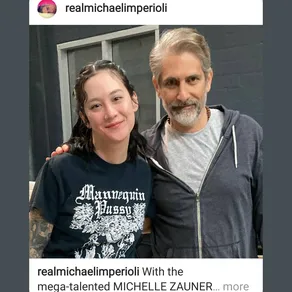 realmichaelimperioli
Mannequin
Pussy
realmichaelimperioli With the
mega-talented MICHELLE ZAUNER... more